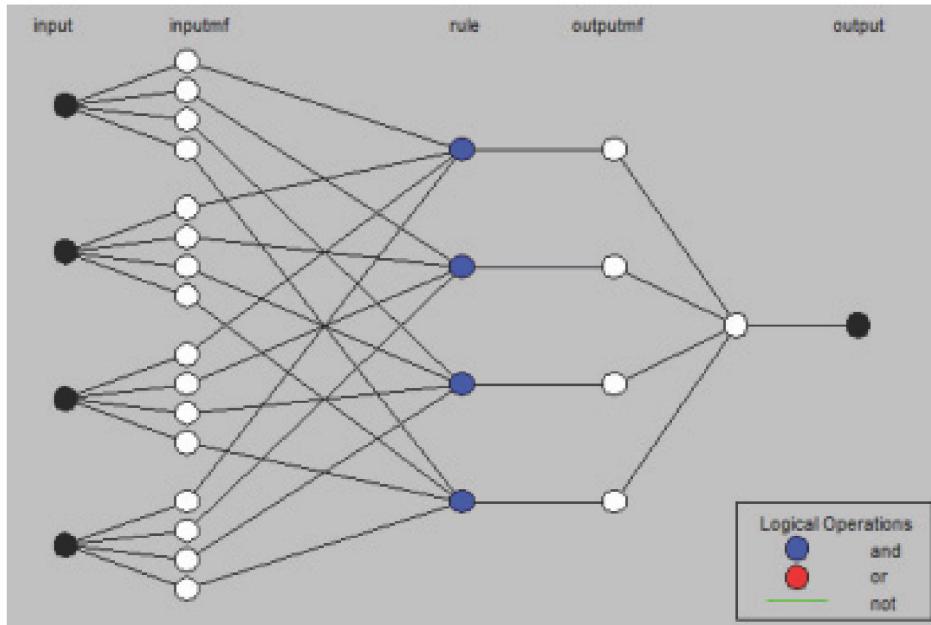 input inputmf rule outputmf output
Logical Operations
and
or
not